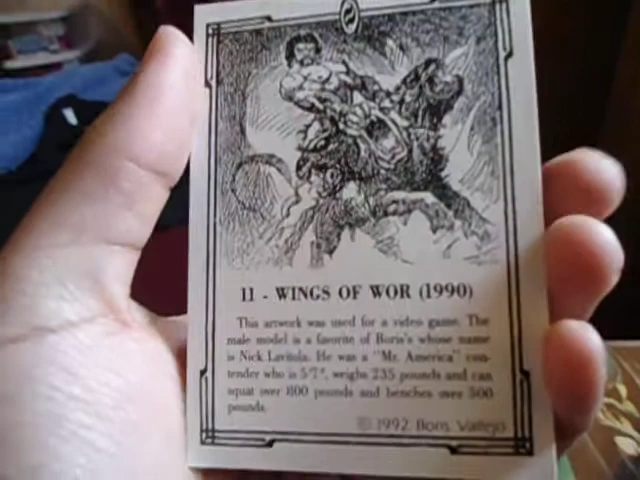 11 - WINGS OF WOR (1990)
This artwork was used for a video game. The
male model is a favorite of Boris's whose name
is Nick Lavitola. He was a "Mr. America" con-
tender who is 5'7", weighs 235 pounds and can
squat over 800 pounds and benches over 500
pounds.
© 1992 Boris Vallejo